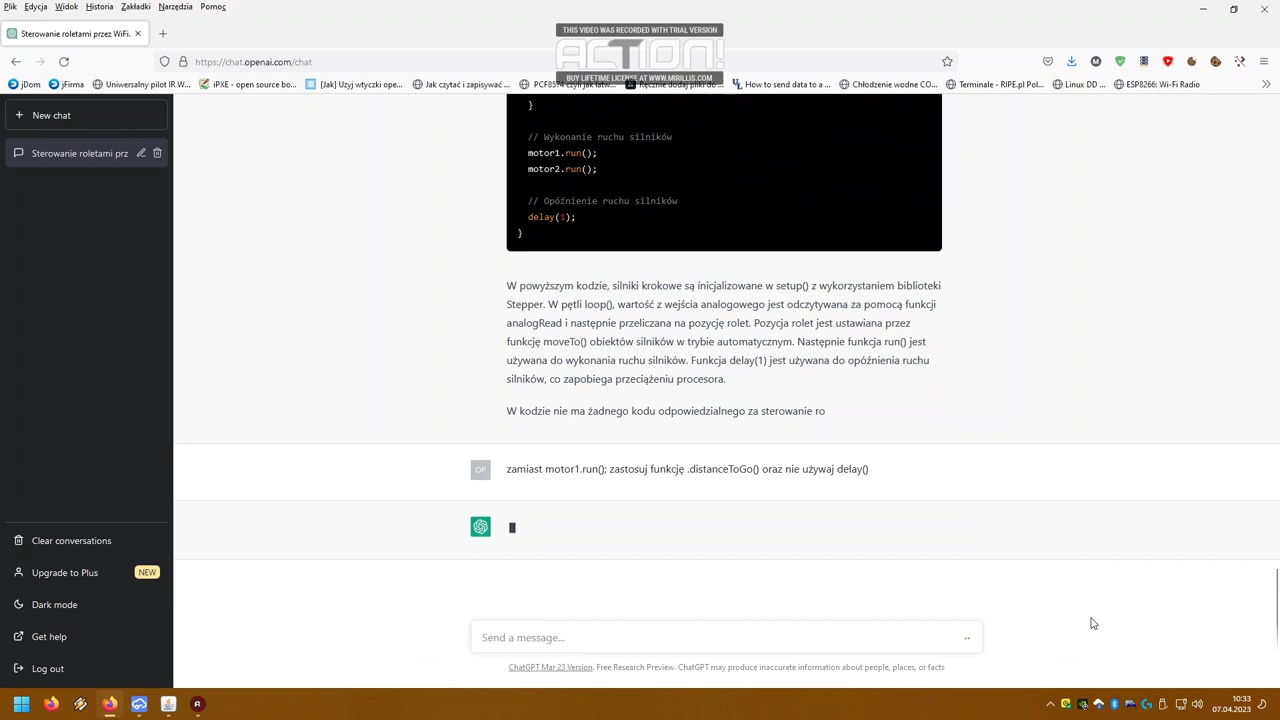 Plik Edycja Widok Historia Zakładki Narzędzia Pomoc
THIS VIDEO WAS RECORDED WITH TRIAL VERSION
ACTION!
BUY LIFETIME LICENSE AT WWW.MIRILLIS.COM
Sterowanie roletami przez WiFi.
https://chat.openai.com/chat
Dom jFirma Uniwersalny pilot IR W... iPXE - open source bo... [Jak] Użyj wtyczki ope... Jak czytać i zapisywać ... PCF8574 czyli jak łatw... Ręcznie dodaj pliki do ... How to send data to a ... Chłodzenie wodne CO... Terminale - RIPE.pl Pol... Linux DD ... ESP8266: Wi-Fi Radio
New chat
Sterowanie roletami prz
}
// Wykonanie ruchu silników
motor1.run();
motor2.run();
// Opóźnienie ruchu silników
delay(1);
}
W powyższym kodzie, silniki krokowe są inicjalizowane w setup() z wykorzystaniem biblioteki
Stepper. W pętli loop(), wartość z wejścia analogowego jest odczytywana za pomocą funkcji
analogRead i następnie przeliczana na pozycję rolet. Pozycja rolet jest ustawiana przez
funkcję moveTo() obiektów silników w trybie automatycznym. Następnie funkcja run() jest
używana do wykonania ruchu silników. Funkcja delay(1) jest używana do opóźnienia ruchu
silników, co zapobiega przeciążeniu procesora.
W kodzie nie ma żadnego kodu odpowiedzialnego za sterowanie ro
OP
zamiast motor1.run(); zastosuj funkcję .distanceToGo() oraz nie używaj delay()
Clear conversations
Upgrade to Plus NEW
Dark mode
Get help
Log out
Send a message...
ChatGPT Mar 23 Version. Free Research Preview. ChatGPT may produce inaccurate information about people, places, or facts
10:33
07.04.2023